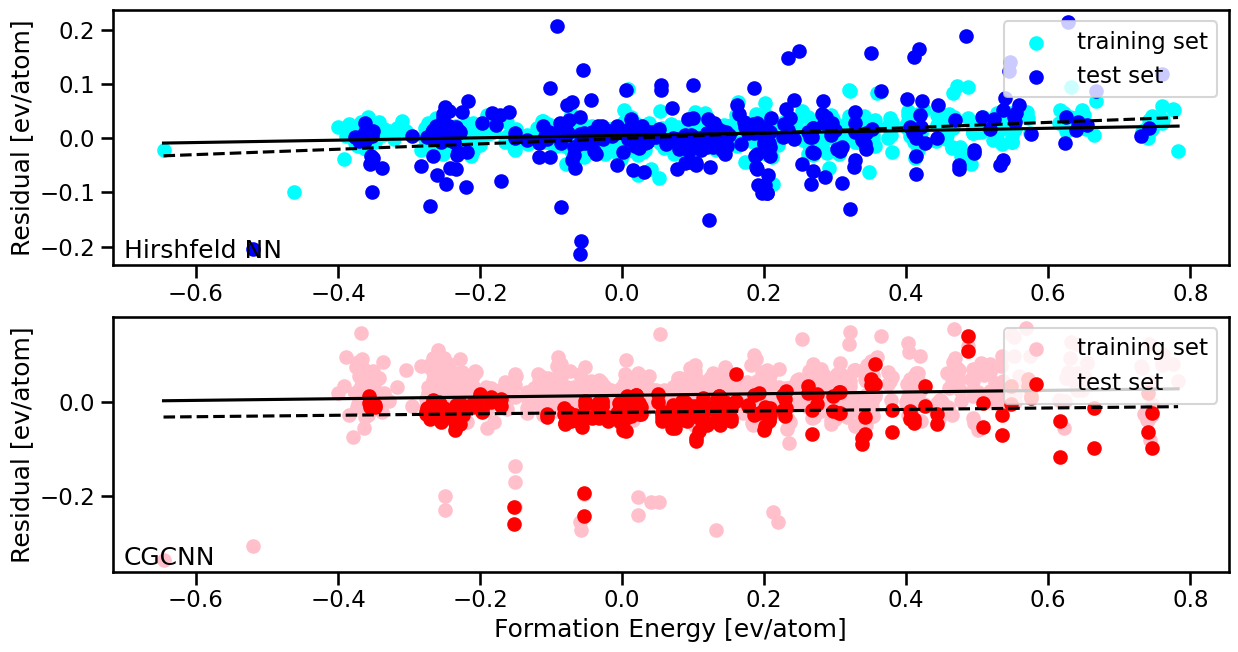 Residual [ev/atom]
0.2
0.1
0.0
−0.1
−0.2
training set
test set
Hirshfeld NN
−0.6 −0.4 −0.2 0.0 0.2 0.4 0.6 0.8
Residual [ev/atom]
0.0
−0.2
training set
test set
CGCNN
−0.6 −0.4 −0.2 0.0 0.2 0.4 0.6 0.8
Formation Energy [ev/atom]